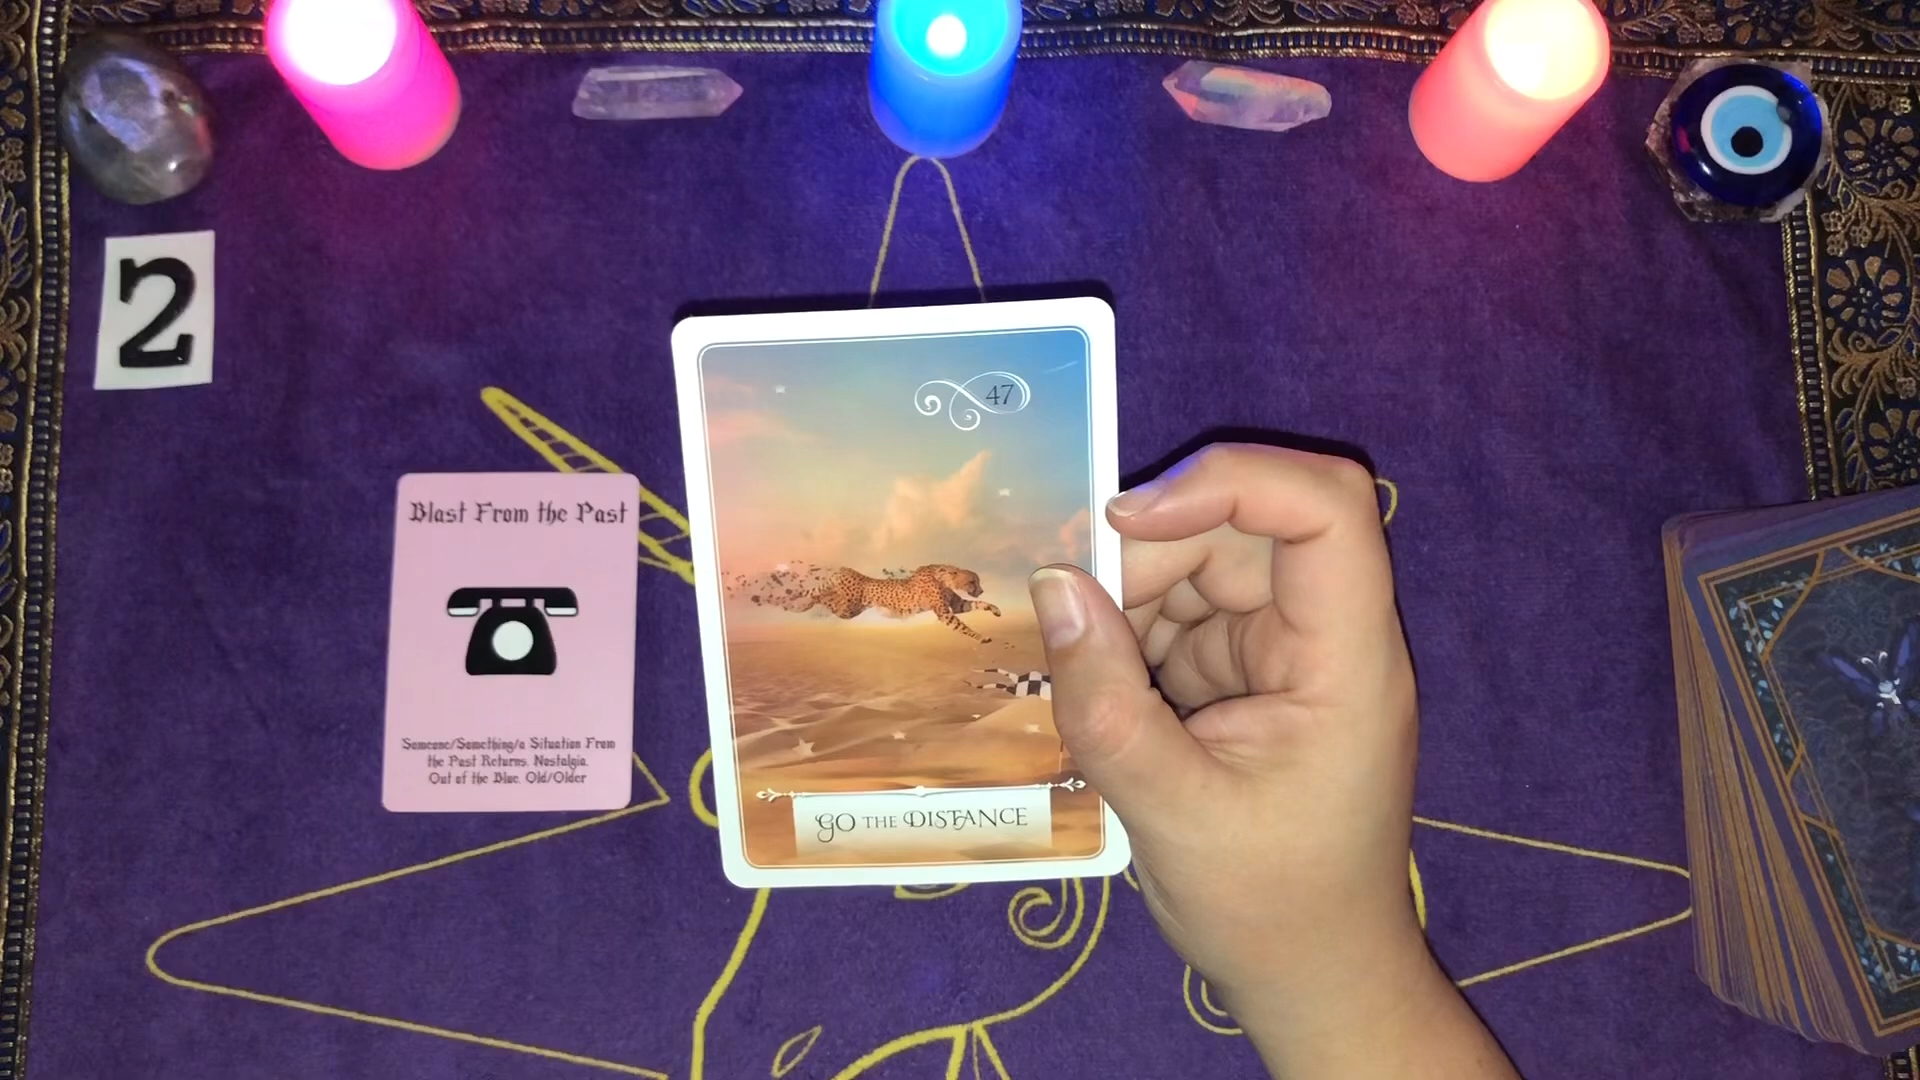 2
Blast From the Past
Someone/Something/a Situation From
the Past Returns. Nostalgia.
Out of the Blue. Old/Older
47
GO THE DISTANCE